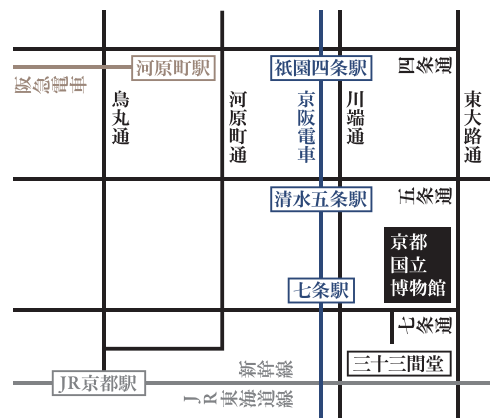 河原町駅
祇園四条駅
四条通
阪急電車
烏丸通
河原町通
京阪電車
川端通
東大路通
清水五条駅
五条通
京都
国立
博物館
七条駅
七条通
三十三間堂
新幹線
JR京都駅
JR東海道線